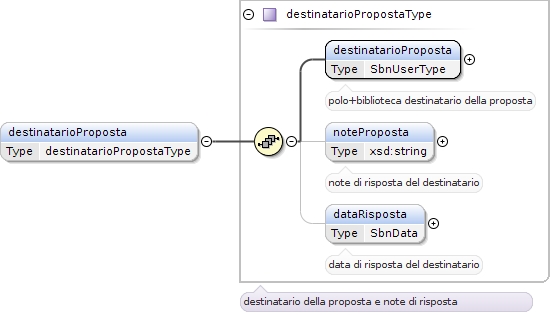 destinatarioPropostaType
destinatarioProposta
Type SbnUserType
polo+biblioteca destinatario della proposta
destinatarioProposta
Type destinatarioPropostaType
noteProposta
Type xsd:string
note di risposta del destinatario
dataRisposta
Type SbnData
data di risposta del destinatario
destinatario della proposta e note di risposta